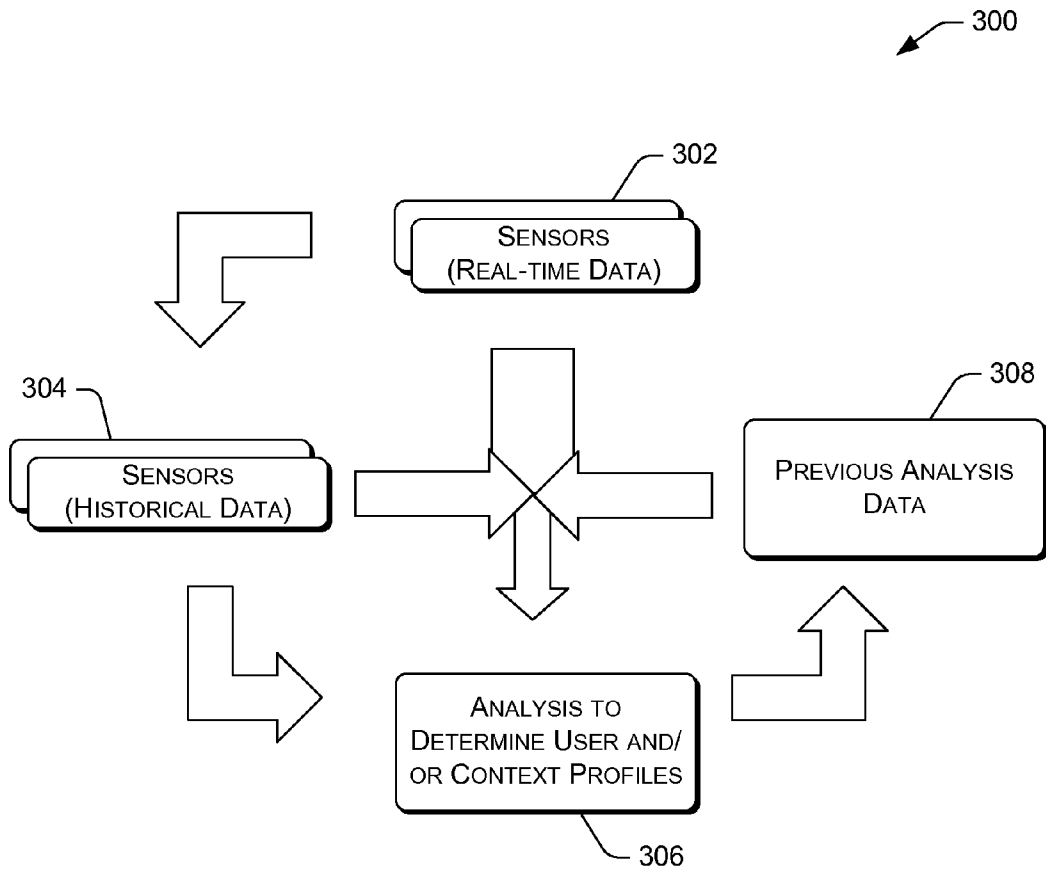 300
302
SENSORS
(REAL-TIME DATA)
304
SENSORS
(HISTORICAL DATA)
308
PREVIOUS ANALYSIS
DATA
ANALYSIS TO
DETERMINE USER AND/
OR CONTEXT PROFILES
306